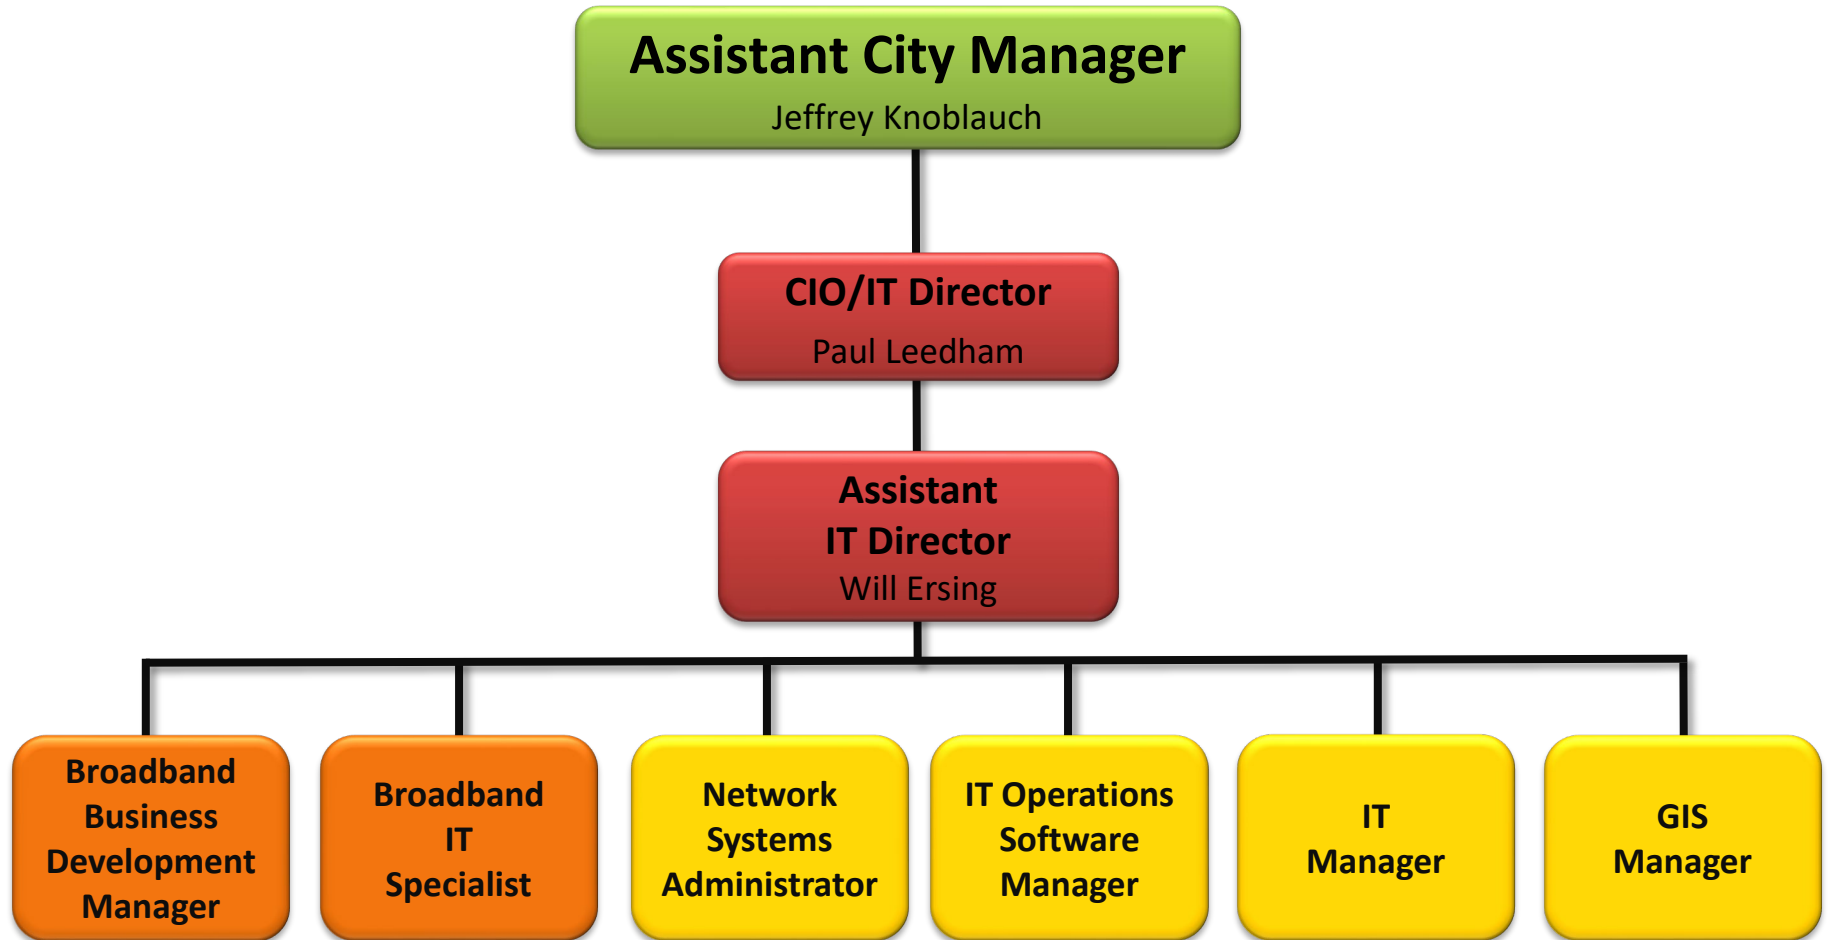 Assistant City Manager
Jeffrey Knoblauch
CIO/IT Director
Paul Leedham
Assistant
IT Director
Will Ersing
Broadband
Business
Development
Manager
Broadband
IT
Specialist
Network
Systems
Administrator
IT Operations
Software
Manager
IT
Manager
GIS
Manager